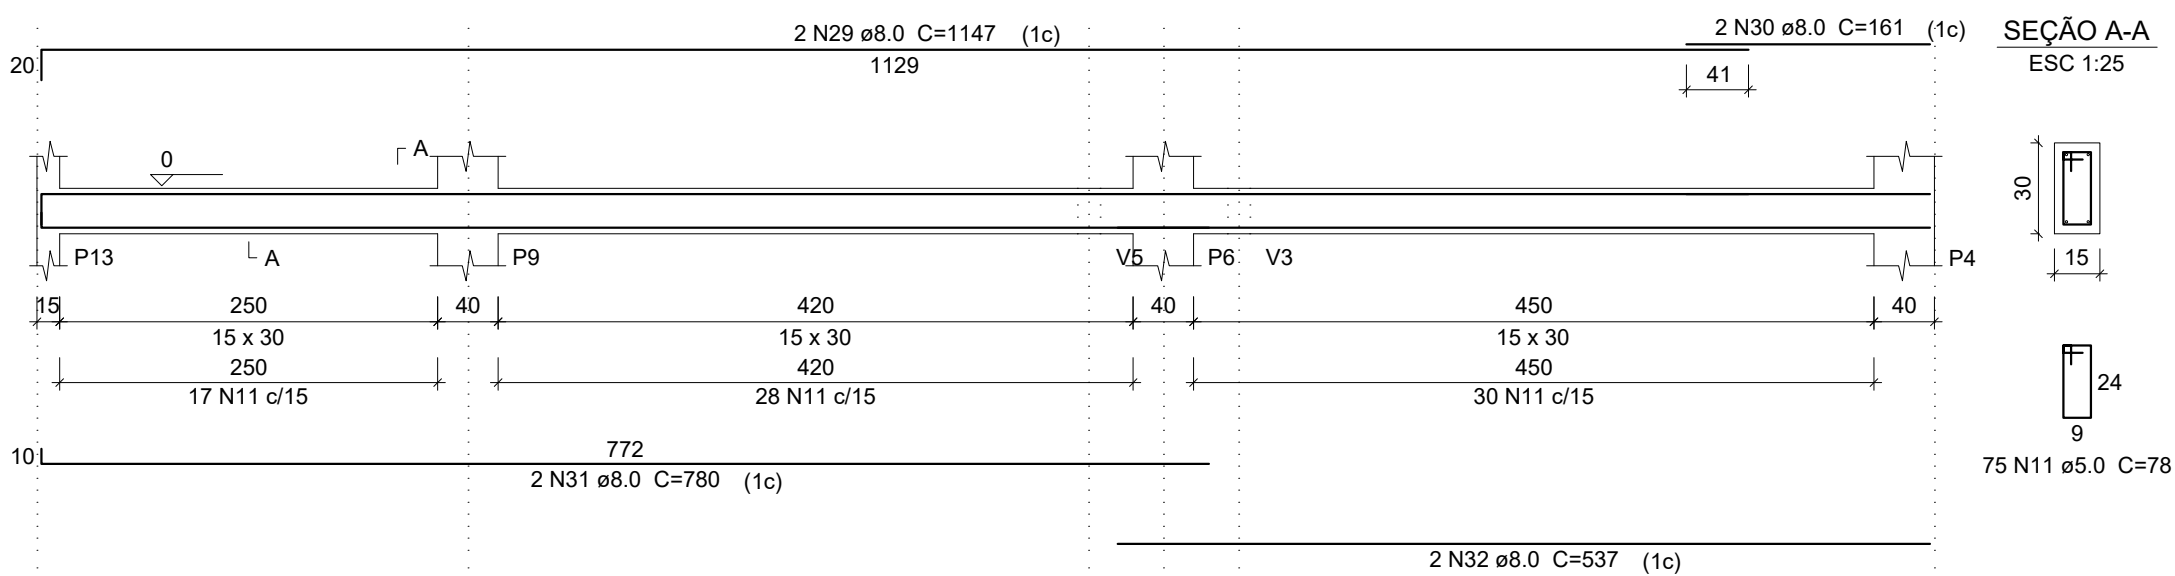 2 N29 ø8.0 C=1147 (1c)
2 N30 ø8.0 C=161 (1c)
SEÇÃO A-A
ESC 1:25
20
1129
41
0
A
30
P13
A
P9
V5
P6
V3
P4
15
15
250
40
420
40
450
40
15 x 30
15 x 30
15 x 30
250
420
450
17 N11 c/15
28 N11 c/15
30 N11 c/15
24
9
75 N11 ø5.0 C=78
10
772
2 N31 ø8.0 C=780 (1c)
2 N32 ø8.0 C=537 (1c)